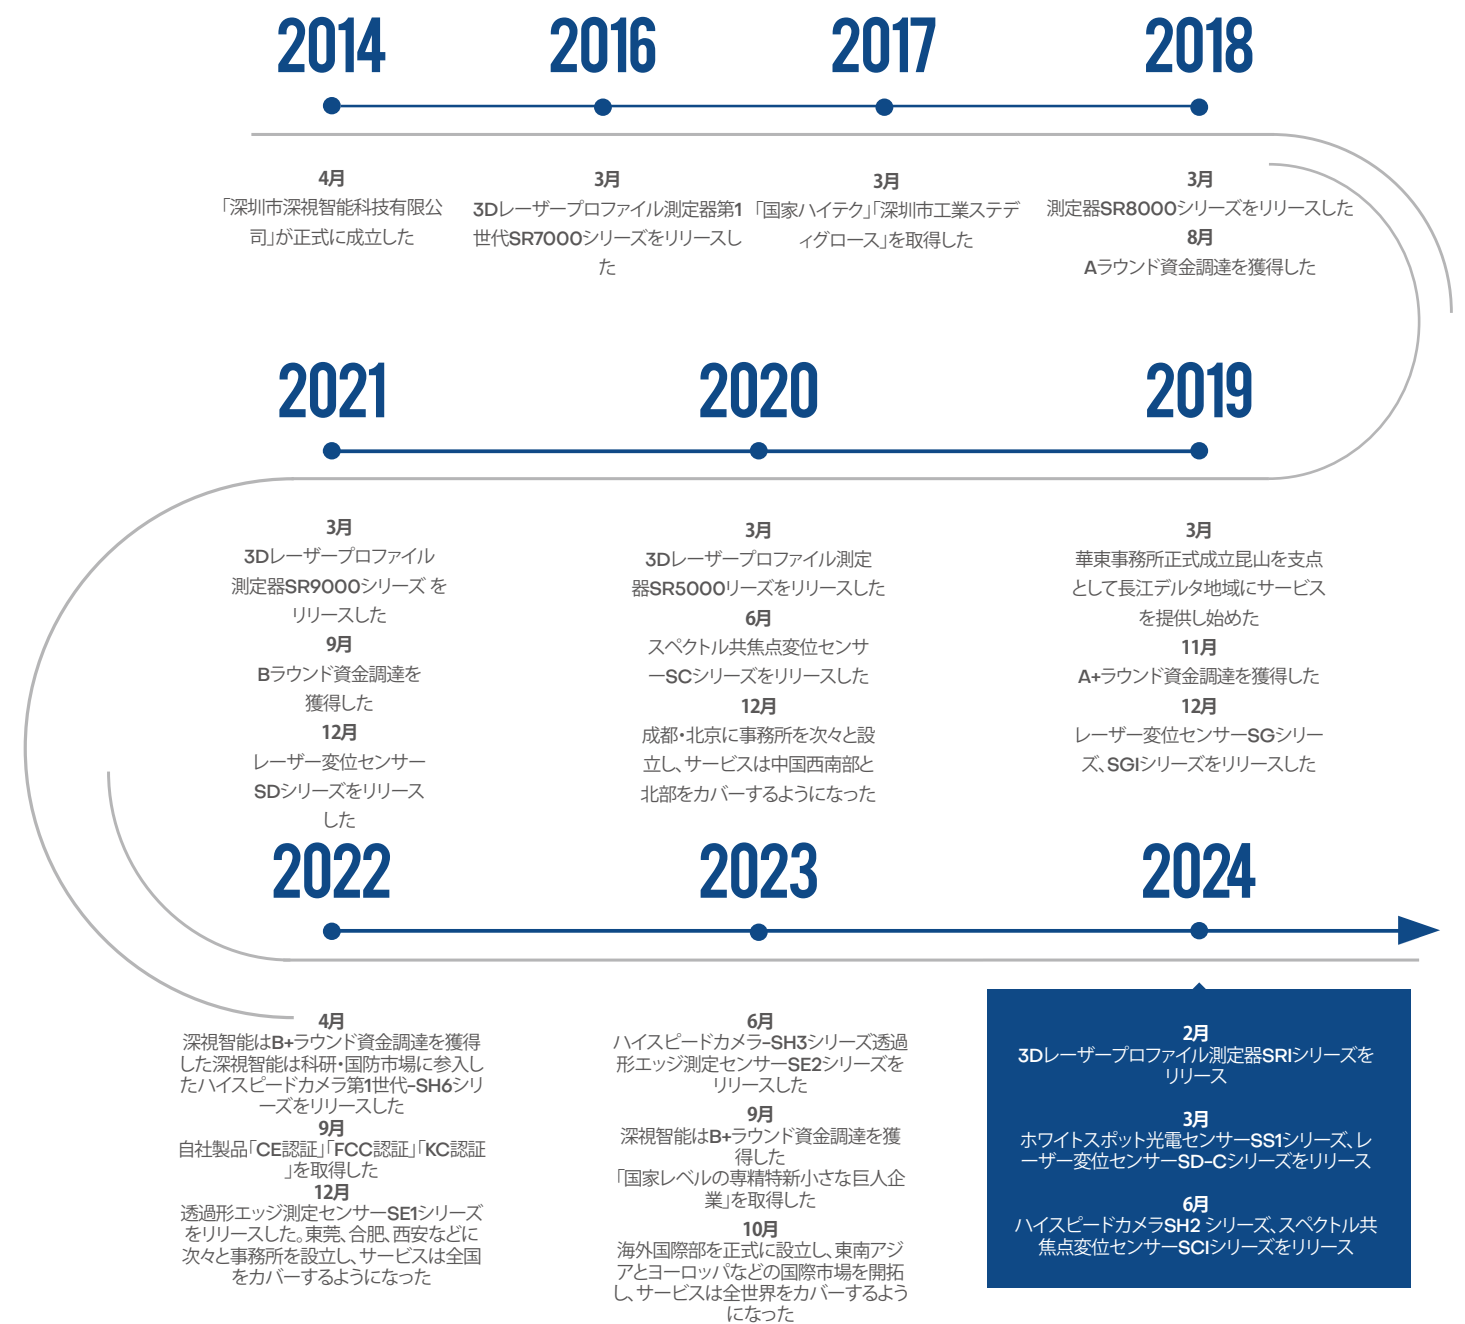 2014
4月
「深圳市深視智能科技有限公
司」が正式に成立した
2016
3月
3Dレーザープロファイル測定器第1
世代SR7000シリーズをリリースし
た
2017
3月
「国家ハイテク」「深圳市工業ステデ
ィグロース」を取得した
2018
3月
測定器SR8000シリーズをリリースした
8月
Aラウンド資金調達を獲得した
2019
3月
華東事務所正式成立昆山を支点
として長江デルタ地域にサービス
を提供し始めた
11月
A+ラウンド資金調達を獲得した
12月
レーザー変位センサーSGシリー
ズ、SGIシリーズをリリースした
2020
3月
3Dレーザープロファイル測定
器SR5000リーズをリリースした
6月
スペクトル共焦点変位センサ
ーSCシリーズをリリースした
12月
成都・北京に事務所を次々と設
立し、サービスは中国西南部と
北部をカバーするようになった
2021
3月
3Dレーザープロファイル
測定器SR9000シリーズ を
リリースした
9月
Bラウンド資金調達を
獲得した
12月
レーザー変位センサー
SDシリーズをリリース
した
2022
4月
深視智能はB+ラウンド資金調達を獲得
した深視智能は科研・国防市場に参入し
たハイスピードカメラ第1世代-SH6シリ
ーズをリリースした
9月
自社製品「CE認証」「FCC認証」「KC認証
」を取得した
12月
透過形エッジ測定センサーSE1シリーズ
をリリースした。東莞、合肥、西安などに
次々と事務所を設立し、サービスは全国
をカバーするようになった
2023
6月
ハイスピードカメラ-SH3シリーズ透過
形エッジ測定センサーSE2シリーズを
リリースした
9月
深視智能はB+ラウンド資金調達を獲
得した
「国家レベルの専精特新小さな巨人企
業」を取得した
10月
海外国際部を正式に設立し、東南アジ
アとヨーロッパなどの国際市場を開拓
し、サービスは全世界をカバーするよう
になった
2024
2月
3Dレーザープロファイル測定器SRIシリーズを
リリース
3月
ホワイトスポット光電センサーSS1シリーズ、レ
ーザー変位センサーSD-Cシリーズをリリース
6月
ハイスピードカメラSH2 シリーズ、スペクトル共
焦点変位センサーSCIシリーズをリリース